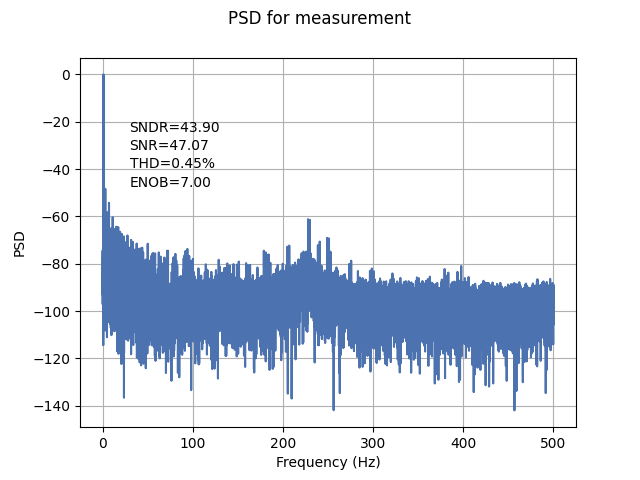 PSD for measurement
0
−20
−40
−60
−80
−100
−120
−140
PSD
SNDR=43.90
SNR=47.07
THD=0.45%
ENOB=7.00
0 100 200 300 400 500
Frequency (Hz)